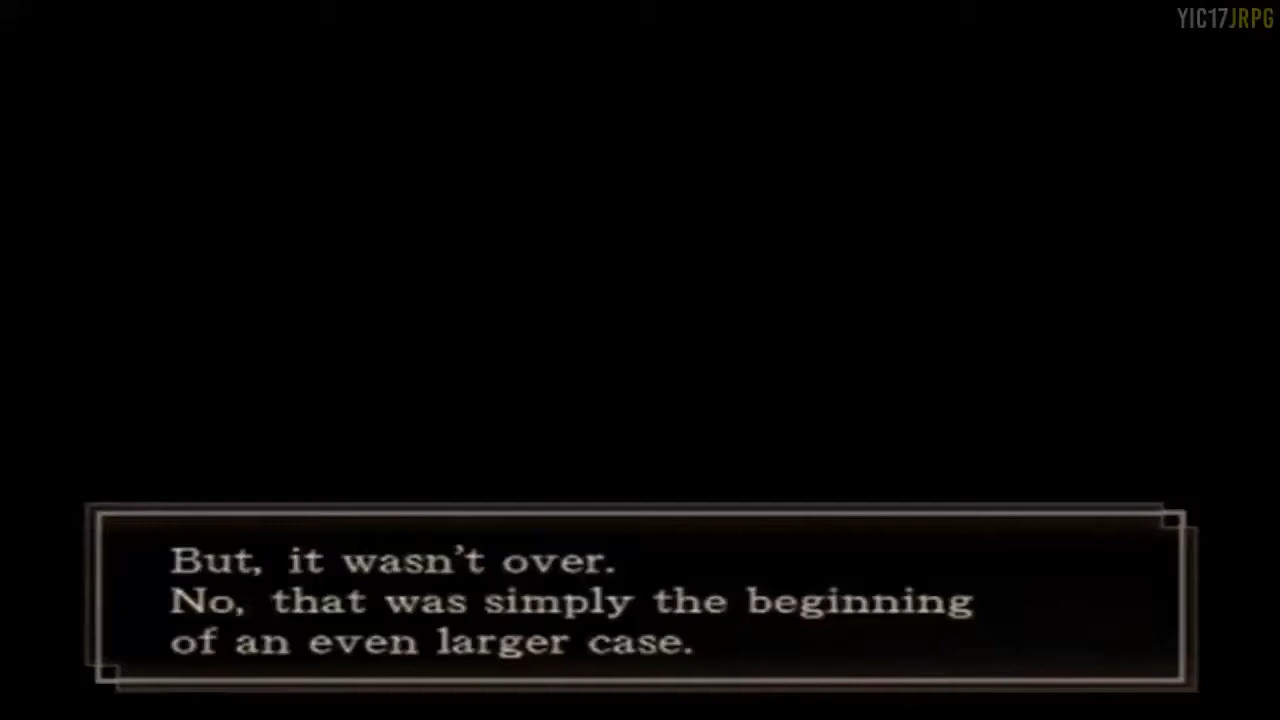 YIC17JRPG
But, it wasn't over.
No, that was simply the beginning
of an even larger case.